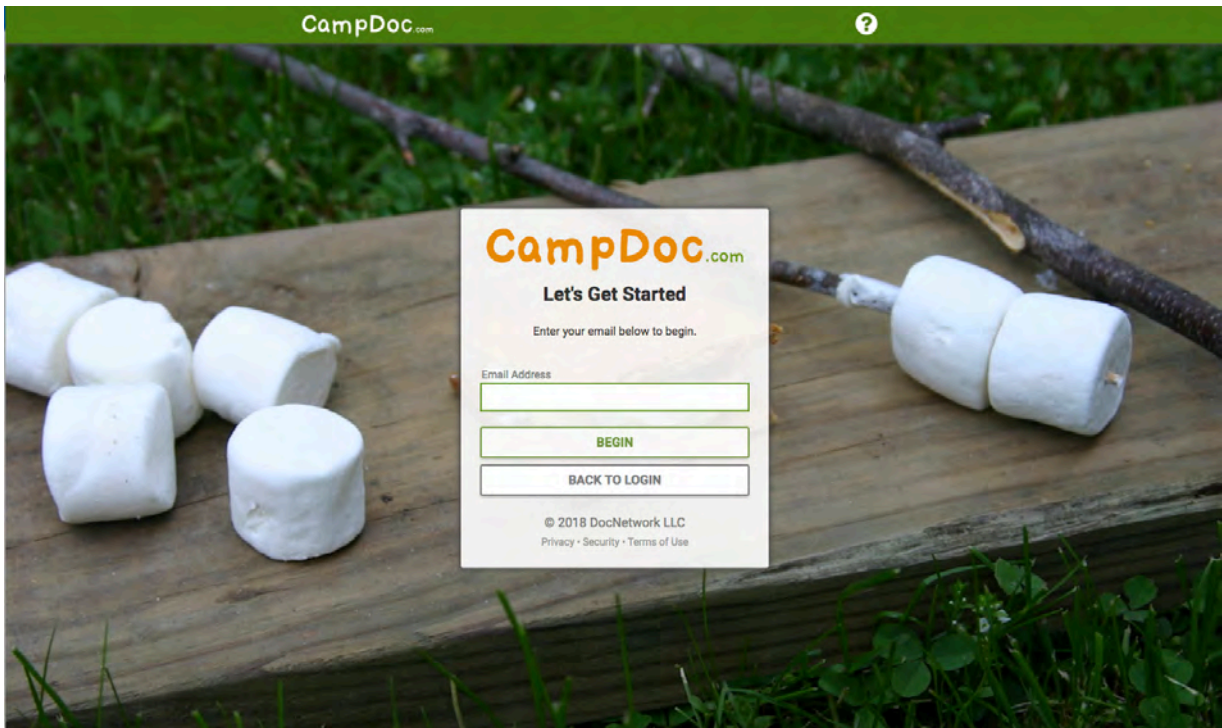 CampDoc.com
?
CampDoc.com
Let's Get Started
Enter your email below to begin.
Email Address
BEGIN
BACK TO LOGIN
© 2018 DocNetwork LLC
Privacy • Security • Terms of Use